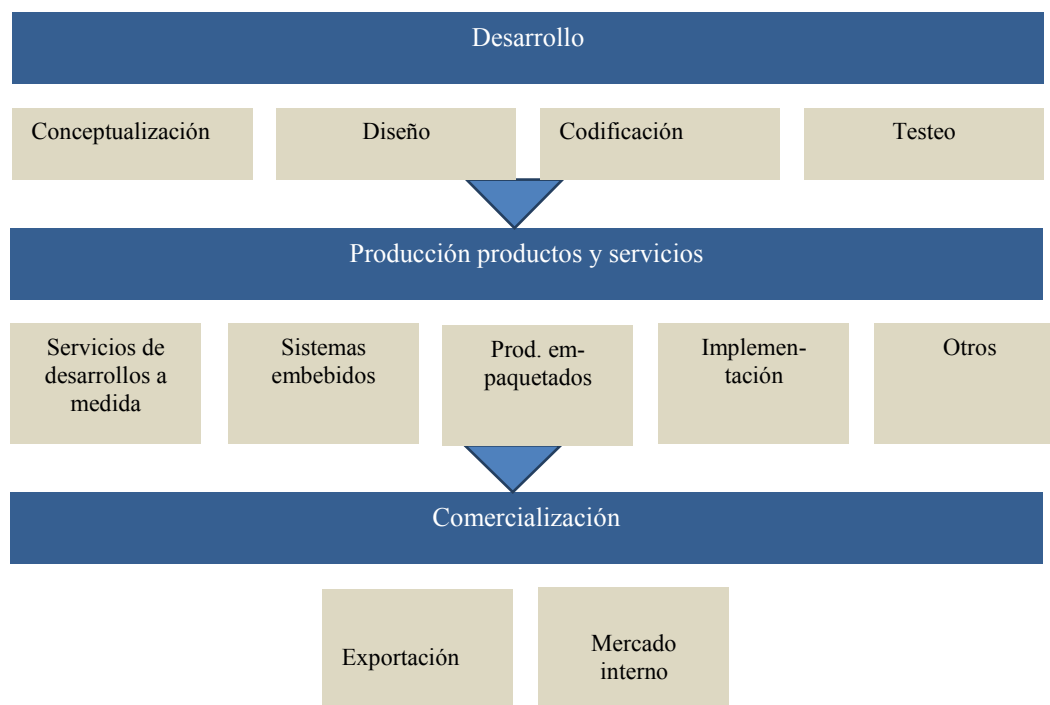 Desarrollo
Conceptualización
Diseño
Codificación
Testeo
Producción productos y servicios
Servicios de
desarrollos a
medida
Sistemas
embebidos
Prod. em-
paquetados
Implemen-
tación
Otros
Comercialización
Exportación
Mercado
interno